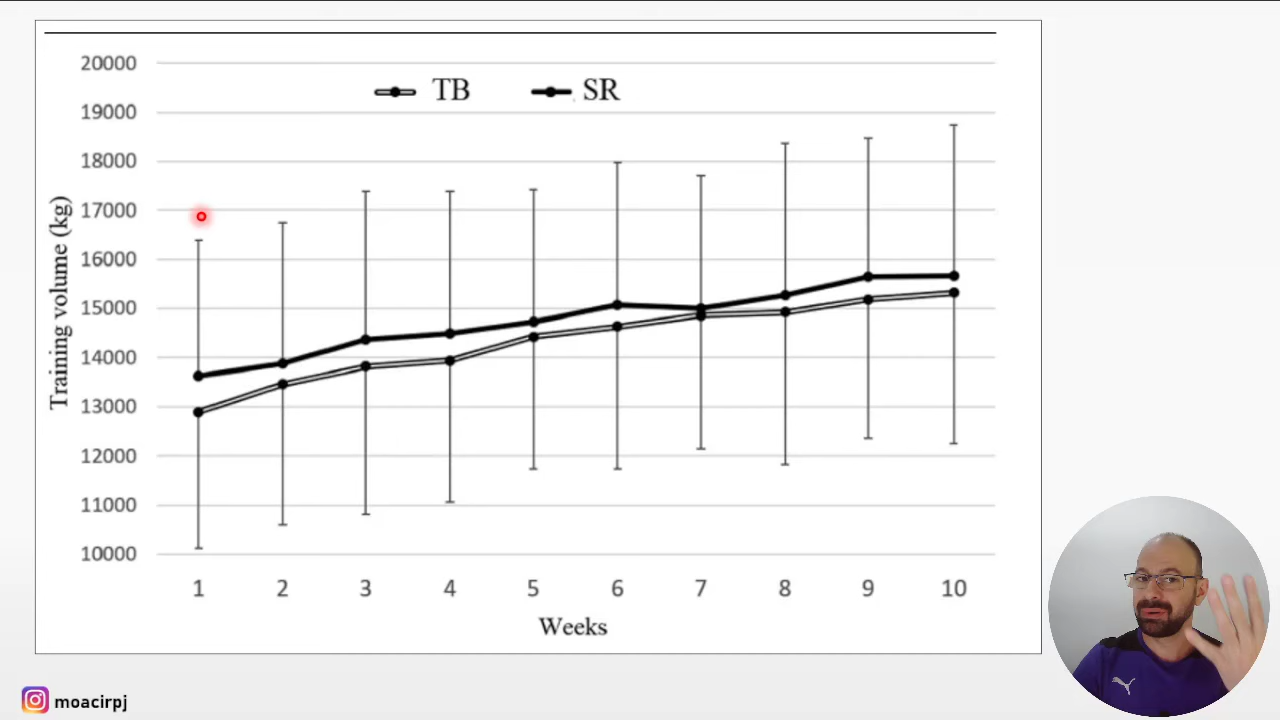 20000
TB SR
19000
18000
17000
16000
15000
14000
13000
12000
11000
10000
Training volume (kg)
1 2 3 4 5 6 7 8 9 10
Weeks
moacirpj